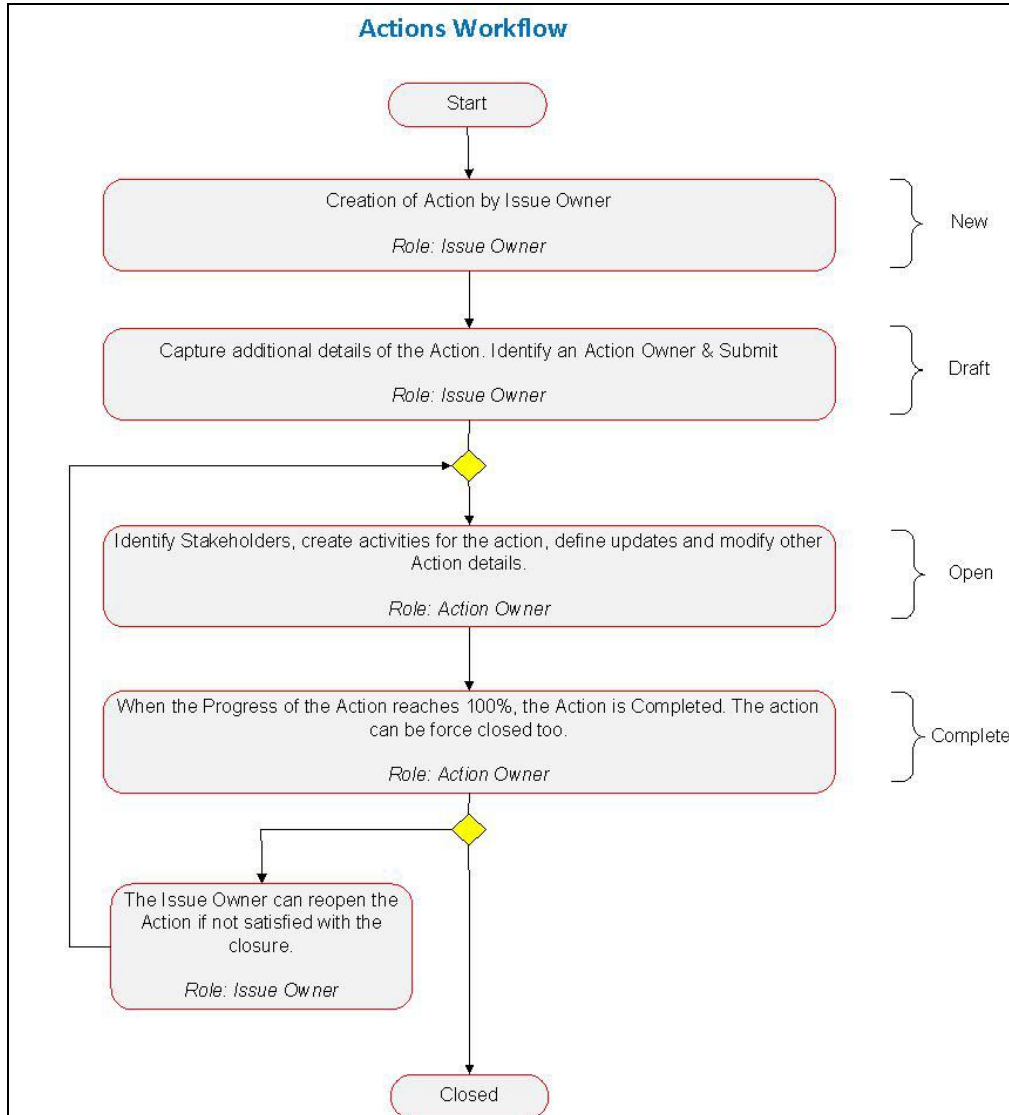 Actions Workflow
Start
Creation of Action by Issue Owner
Role: Issue Owner
New
Capture additional details of the Action. Identify an Action Owner & Submit
Role: Issue Owner
Draft
Identify Stakeholders, create activities for the action, define updates and modify other
Action details.
Role: Action Owner
Open
When the Progress of the Action reaches 100%, the Action is Completed. The action
can be force closed too.
Role: Action Owner
Complete
The Issue Owner can reopen the
Action if not satisfied with the
closure.
Role: Issue Owner
Closed